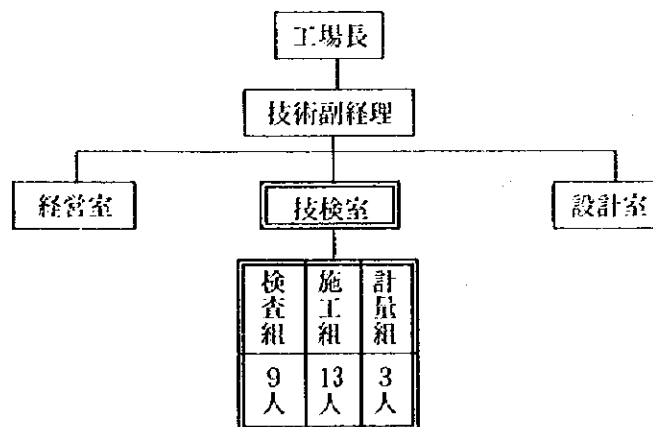 工場長
技術副経理
経営室
技検室
設計室
検査組
施工組
計量組
9人
13人
3人